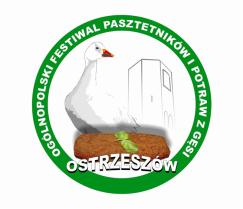 OGÓLNOPOLSKI FESTIWAL PASZTETNIKÓW I POTRAW Z GĘSI
OSTRZESZÓW